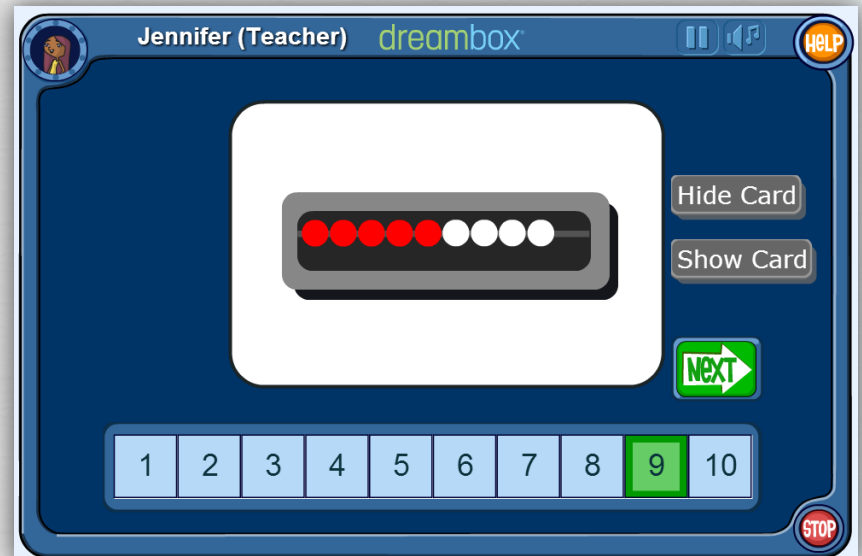 Jennifer (Teacher) dreambox
HELP
Hide Card
Show Card
NEXT
1 2 3 4 5 6 7 8 9 10
STOP